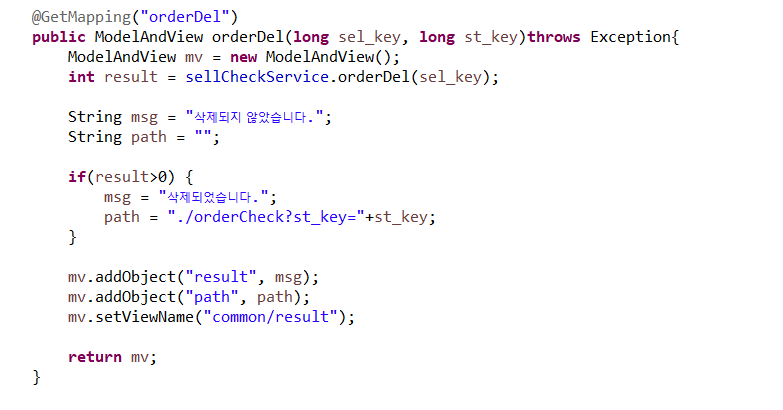 @GetMapping("orderDel")
public ModelAndView orderDel(long sel_key, long st_key)throws Exception{
ModelAndView mv = new ModelAndView();
int result = sellCheckService.orderDel(sel_key);
String msg = "삭제되지 않았습니다.";
String path = "";
if(result>0) {
msg = "삭제되었습니다.";
path = "./orderCheck?st_key="+st_key;
}
mv.addObject("result", msg);
mv.addObject("path", path);
mv.setViewName("common/result");
return mv;
}